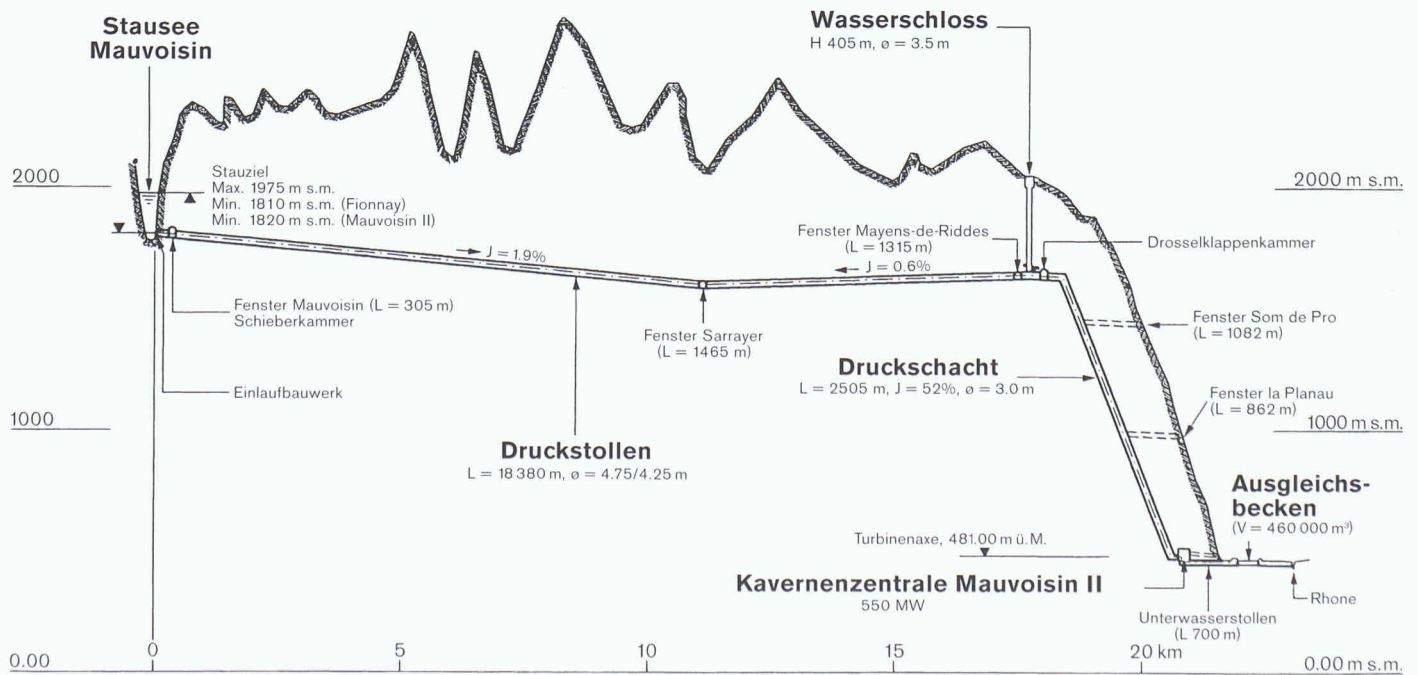 Stausee
Mauvoisin
Wasserschloss
H 405 m, ø = 3.5 m
2000
Stauziel
Max. 1975 m s.m.
Min. 1810 m s.m. (Fionnay)
Min. 1820 m s.m. (Mauvoisin II)
2000 m s.m.
Fenster Mayens-de-Riddes
(L = 1315 m)
Drosselklappenkammer
J = 1.9%
J = 0.6%
Fenster Mauvoisin (L = 305 m)
Schieberkammer
Fenster Sarrayer
(L = 1465 m)
Fenster Som de Pro
(L = 1082 m)
Druckschacht
L = 2505 m, J = 52%, ø = 3.0 m
Einlaufbauwerk
Fenster la Planau
(L = 862 m)
1000
1000 m s.m.
Druckstollen
L = 18 380 m, ø = 4.75/4.25 m
Ausgleichs-
becken
(V = 460 000 m³)
Turbinenaxe, 481.00 m ü.M.
Kavernenzentrale Mauvoisin II
550 MW
Rhone
Unterwasserstollen
(L 700 m)
0.00
0
5
10
15
20 km
0.00 m s.m.